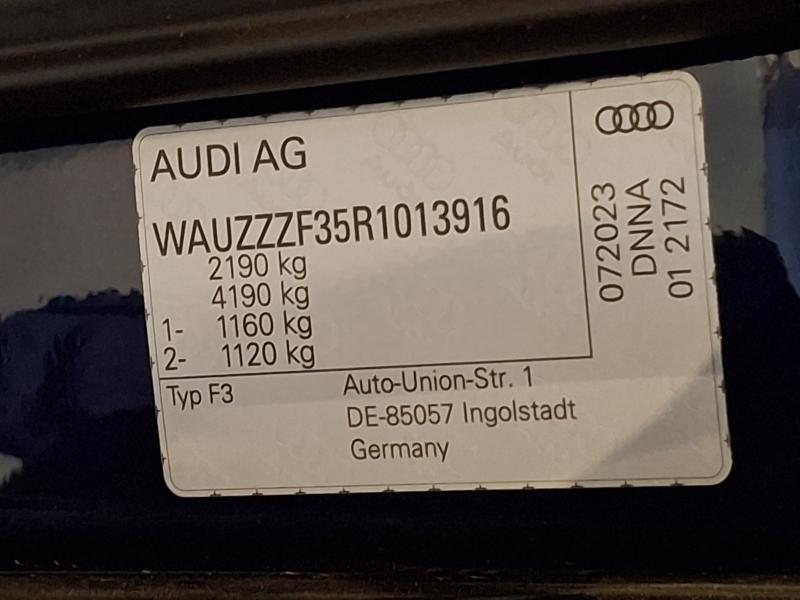 AUDI AG
WAUZZZF35R1013916
2190 kg
4190 kg
1- 1160 kg
2- 1120 kg
Typ F3
Auto-Union-Str. 1
DE-85057 Ingolstadt
Germany
072023
DNNA
01 2172